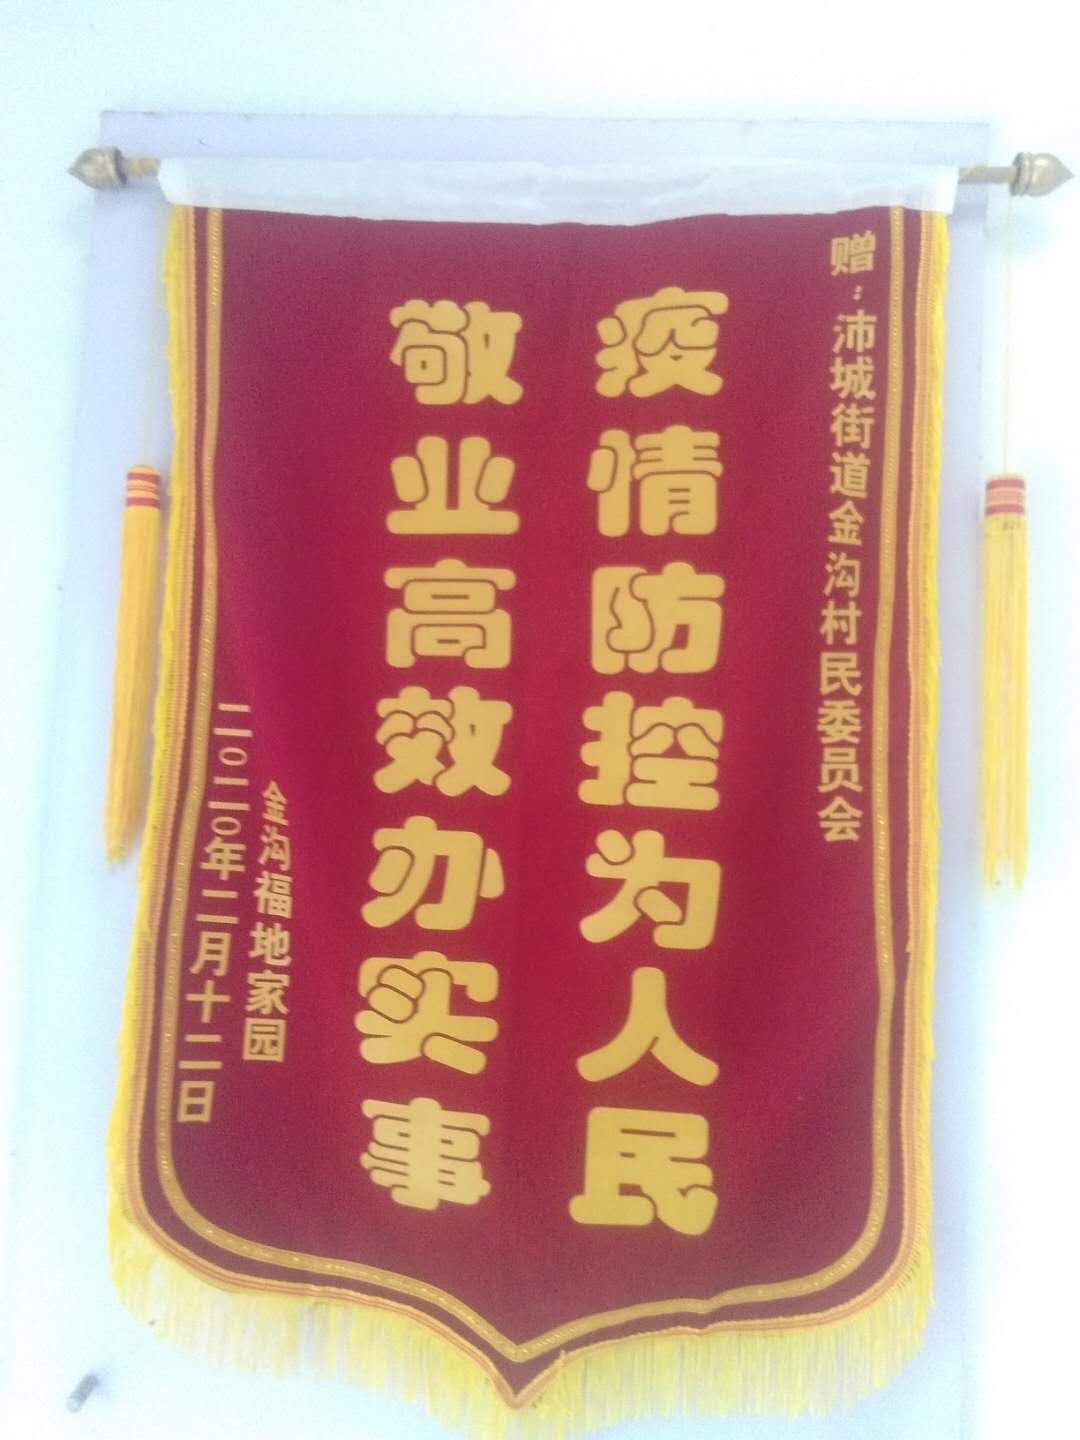 赠：沛城街道金沟村民委员会
疫情防控为人民
敬业高效办实事
金沟福地家园
二〇二〇年二月十二日